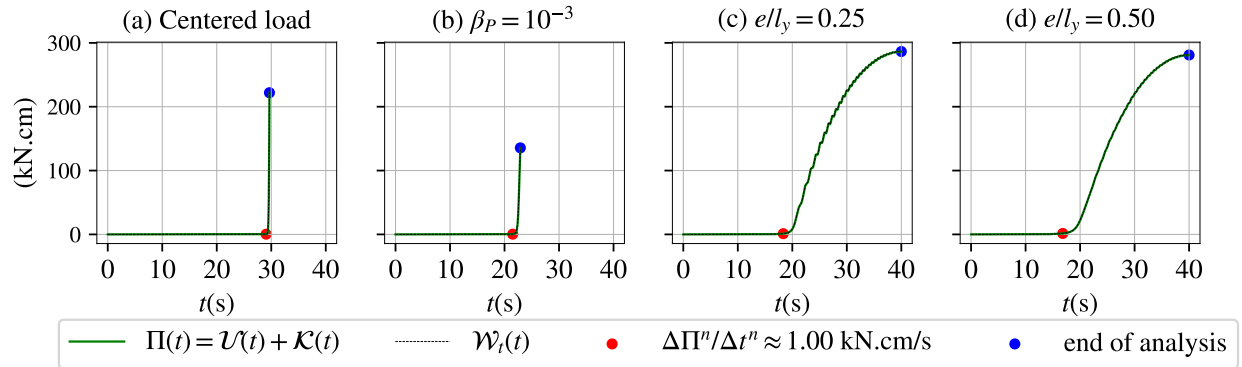 (a) Centered load
(b) β_P = 10^{-3}
(c) e/l_y = 0.25
(d) e/l_y = 0.50
(kN.cm)
300
200
100
0
0 10 20 30 40
0 10 20 30 40
0 10 20 30 40
0 10 20 30 40
t(s)
t(s)
t(s)
t(s)
Π(t) = 𝒰(t) + 𝒦(t)
𝒲_t(t)
ΔΠ^n/Δt^n ≈ 1.00 kN.cm/s
end of analysis